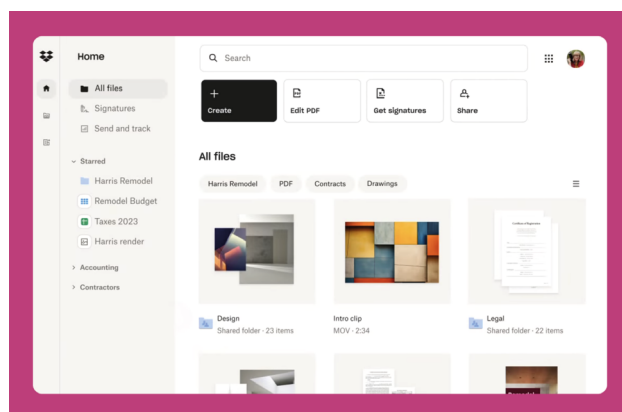 Home
All files
Signatures
Send and track
Starred
Harris Remodel
Remodel Budget
Taxes 2023
Harris render
Accounting
Contractors
Search
Create
Edit PDF
Get signatures
Share
All files
Harris Remodel
PDF
Contracts
Drawings
Design
Shared folder • 23 items
Intro clip
MOV • 2:34
Legal
Shared folder • 22 items